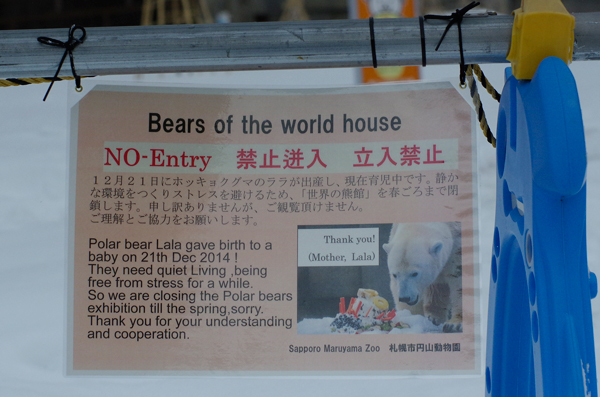 Bears of the world house
NO-Entry 禁止迸入 立入禁止
12月21日にホッキョクグマのララが出産し、現在育児中です。静か
な環境をつくりストレスを避けるため、「世界の熊館」を春ごろまで閉
鎖します。申し訳ありませんが、ご観覧頂けません。
ご理解とご協力をお願いします。
Polar bear Lala gave birth to a
baby on 21th Dec 2014 !
They need quiet Living ,being
free from stress for a while.
So we are closing the Polar bears
exhibition till the spring,sorry.
Thank you for your understanding
and cooperation.
Thank you!
(Mother, Lala)
Sapporo Maruyama Zoo 札幌市円山動物園